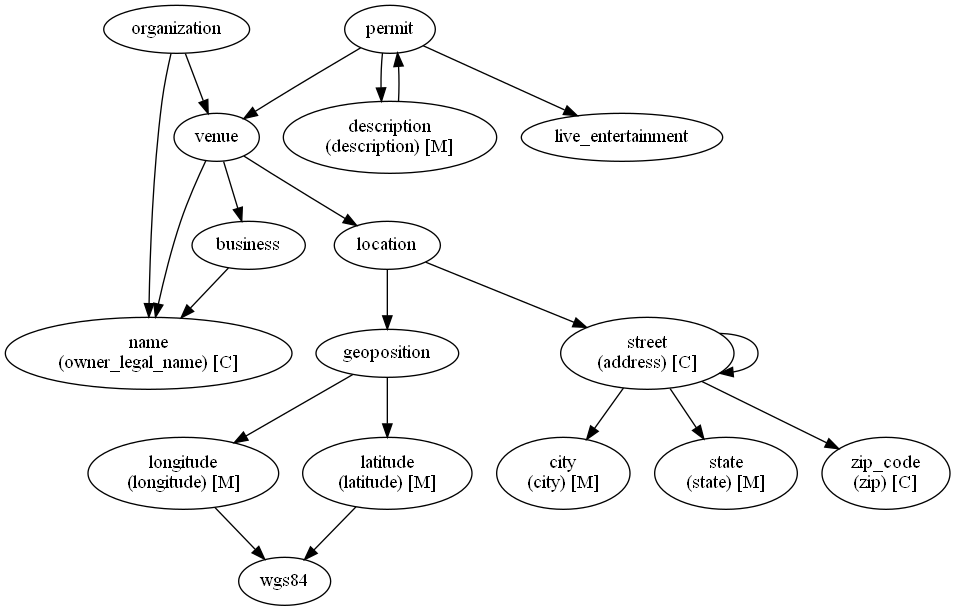 organization
permit
venue
description
(description) [M]
live_entertainment
business
location
name
(owner_legal_name) [C]
geoposition
street
(address) [C]
longitude
(longitude) [M]
latitude
(latitude) [M]
city
(city) [M]
state
(state) [M]
zip_code
(zip) [C]
wgs84